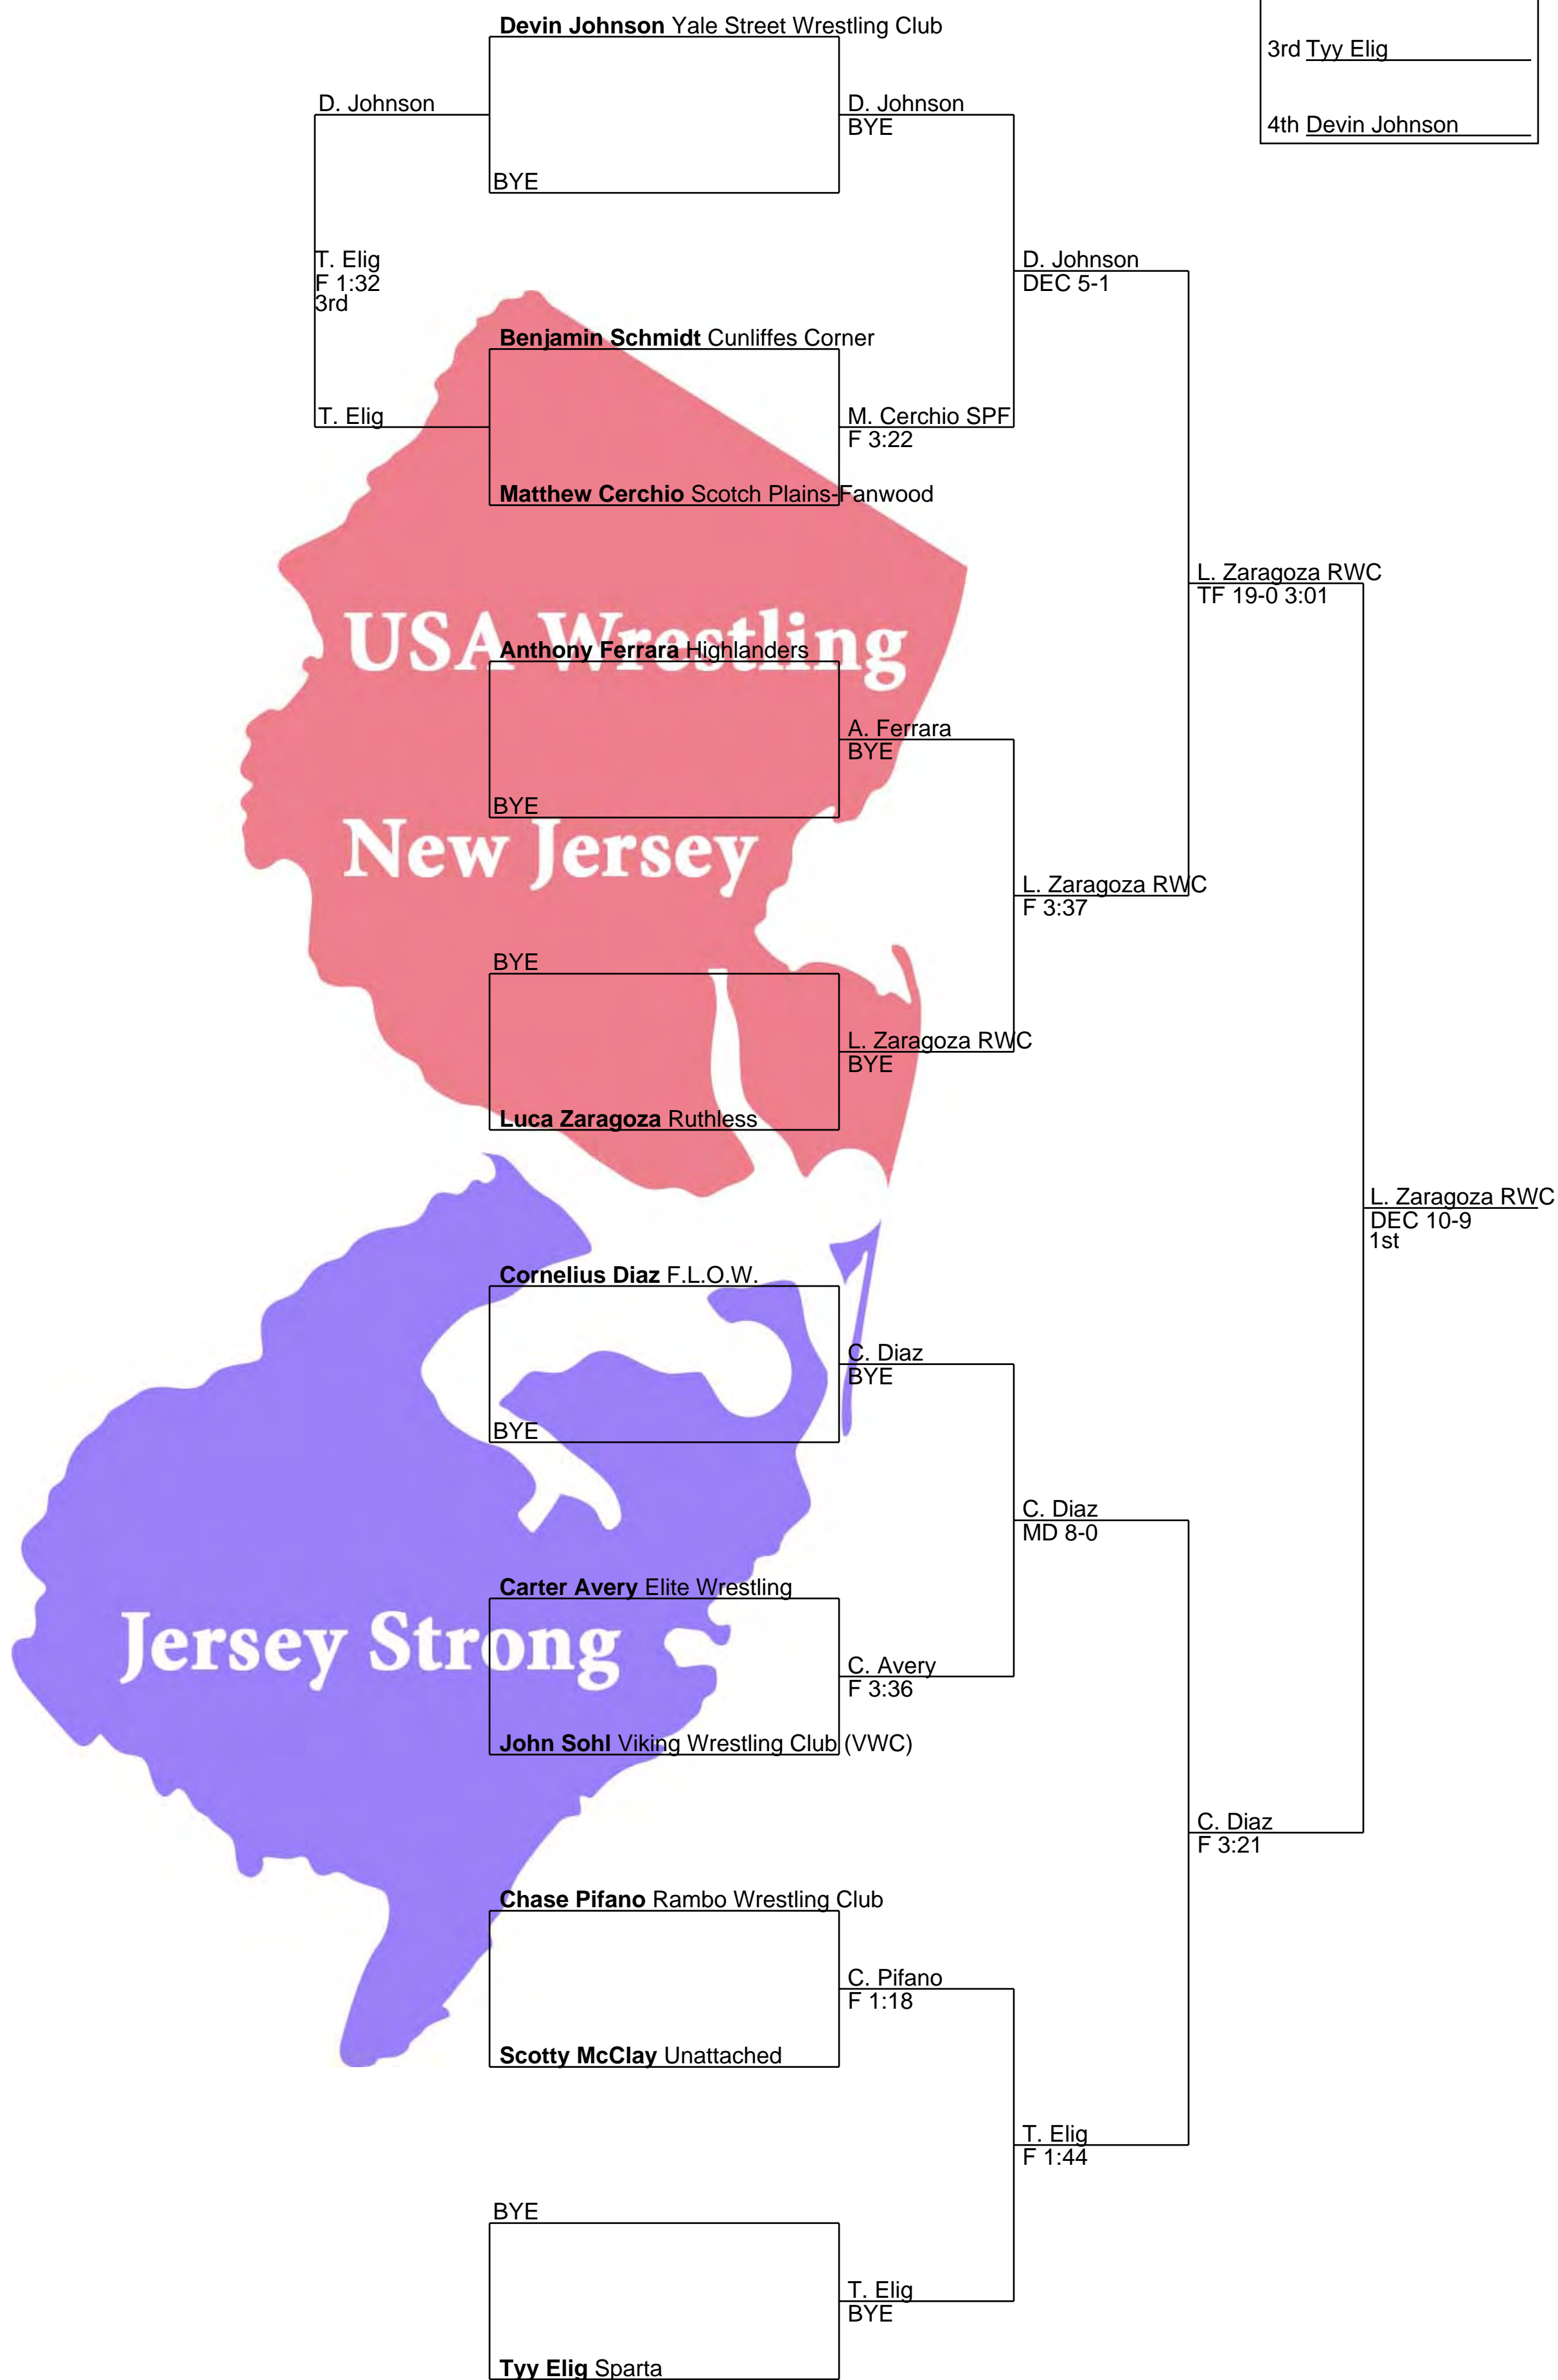 Devin Johnson Yale Street Wrestling Club
3rd Tyy Elig
D. Johnson
D. Johnson
BYE
4th Devin Johnson
BYE
T. Elig
F 1:32
3rd
D. Johnson
DEC 5-1
Benjamin Schmidt Cunliffes Corner
T. Elig
M. Cerchio SPF
F 3:22
Matthew Cerchio Scotch Plains-Fanwood
L. Zaragoza RWC
TF 19-0 3:01
USA Wrestling
Anthony Ferrara Highlanders
A. Ferrara
BYE
BYE
New Jersey
L. Zaragoza RWC
F 3:37
BYE
L. Zaragoza RWC
BYE
Luca Zaragoza Ruthless
L. Zaragoza RWC
DEC 10-9
1st
Cornelius Diaz F.L.O.W.
C. Diaz
BYE
BYE
C. Diaz
MD 8-0
Carter Avery Elite Wrestling
Jersey Strong
C. Avery
F 3:36
John Sohl Viking Wrestling Club (VWC)
C. Diaz
F 3:21
Chase Pifano Rambo Wrestling Club
C. Pifano
F 1:18
Scotty McClay Unattached
T. Elig
F 1:44
BYE
T. Elig
BYE
Tyy Elig Sparta